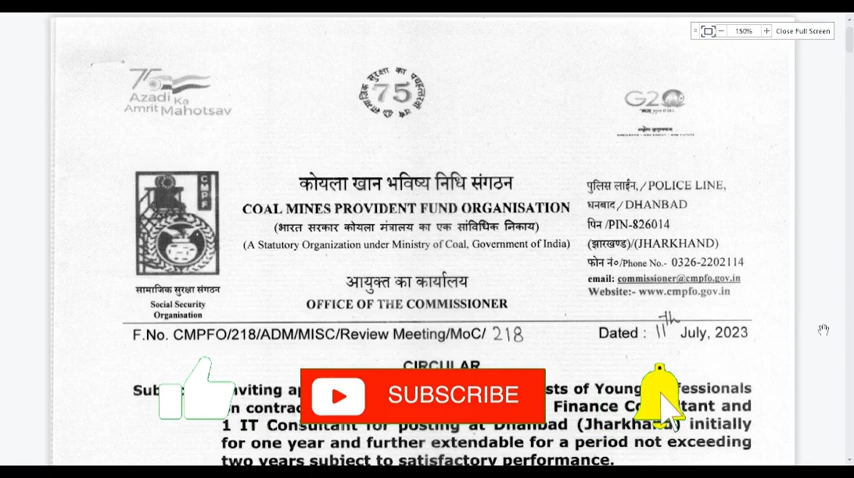 150%
Close Full Screen
75
Azadi Ka
Amrit Mahotsav
75
G20
कोयला खान भविष्य निधि संगठन
COAL MINES PROVIDENT FUND ORGANISATION
(भारत सरकार कोयला मंत्रालय का एक सांविधिक निकाय)
(A Statutory Organization under Ministry of Coal, Government of India)
आयुक्त का कार्यालय
OFFICE OF THE COMMISSIONER
CMPF
सामाजिक सुरक्षा संगठन
Social Security
Organisation
पुलिस लाईन,/POLICE LINE,
धनबाद/DHANBAD
पिन/PIN-826014
(झारखण्ड)/(JHARKHAND)
फोन नं०/Phone No.- 0326-2202114
email: commissioner@cmpfo.gov.in
Website:- www.cmpfo.gov.in
F.No. CMPFO/218/ADM/MISC/Review Meeting/MoC/ 218
Dated : 11th July, 2023
CIRCULAR
Sub nviting ap sts of Young fessionals
n contrac Finance Co tant and
1 IT Consultant for posting at Dhanbad (Jharkhand) initially
for one year and further extendable for a period not exceeding
two years subject to satisfactory performance.
SUBSCRIBE